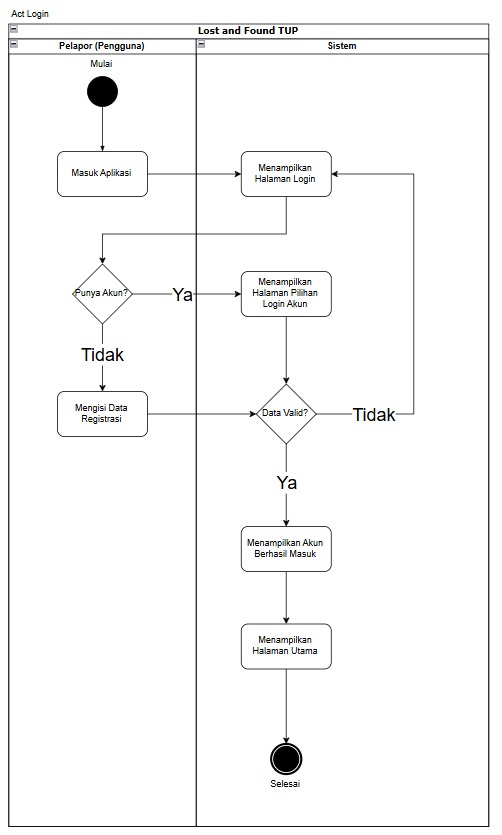 Act Login
Lost and Found TUP
Pelapor (Pengguna)
Sistem
Mulai
Masuk Aplikasi
Menampilkan
Halaman Login
Punya Akun?
Ya
Menampilkan
Halaman Pilihan
Login Akun
Tidak
Mengisi Data
Registrasi
Data Valid?
Tidak
Ya
Menampilkan Akun
Berhasil Masuk
Menampilkan
Halaman Utama
Selesai